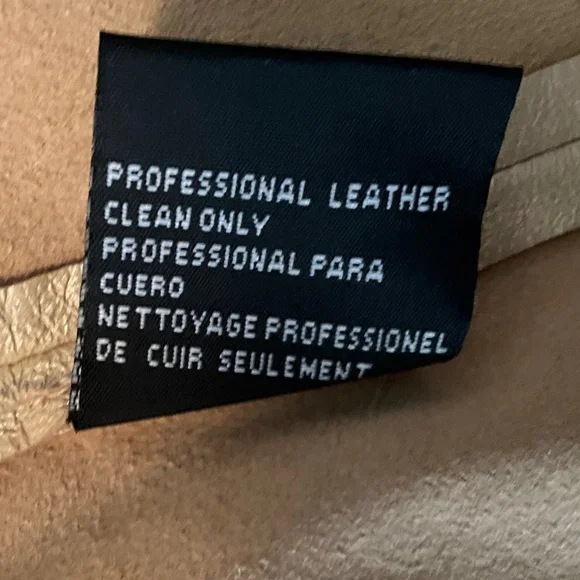 PROFESSIONAL LEATHER
CLEAN ONLY
PROFESSIONAL PARA
CUERO
NETTOYAGE PROFESSIONEL
DE CUIR SEULEMENT